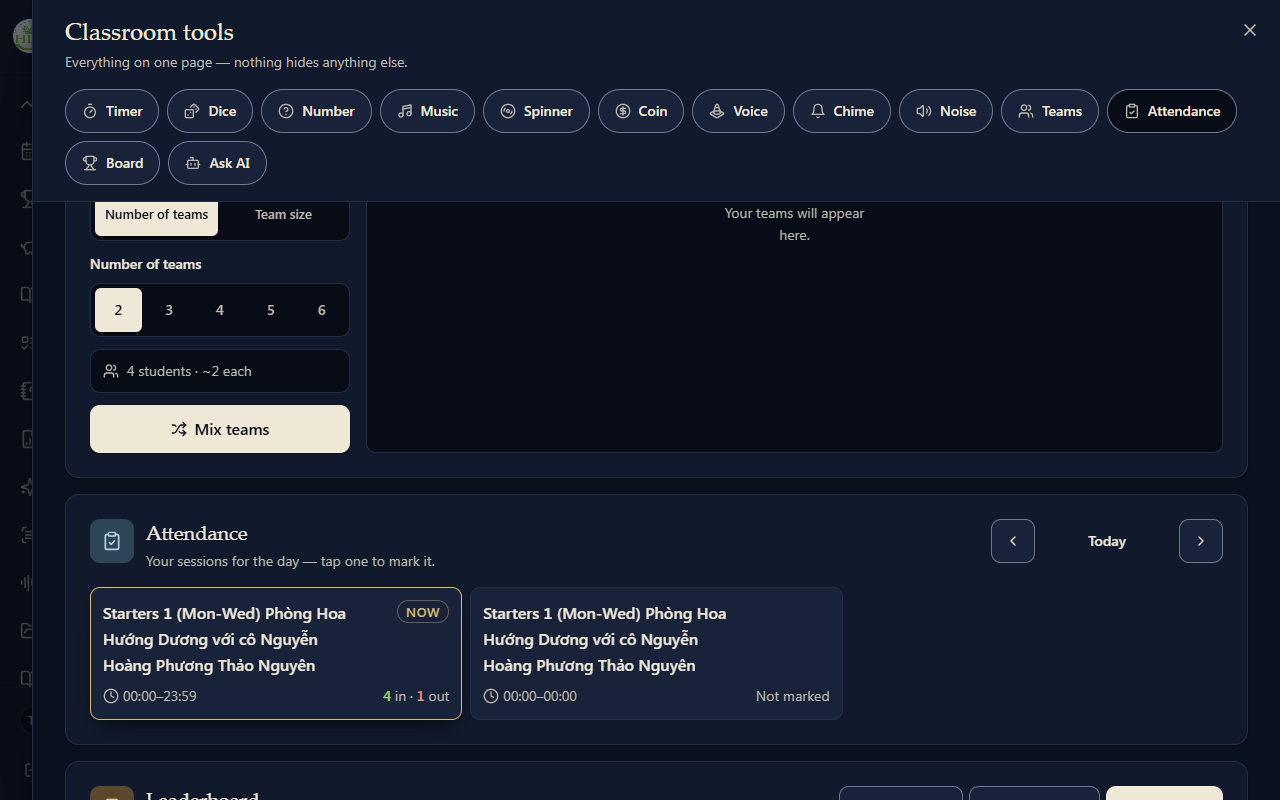 Classroom tools
Everything on one page — nothing hides anything else.
Timer
Dice
Number
Music
Spinner
Coin
Voice
Chime
Noise
Teams
Attendance
Board
Ask AI
Number of teams
Team size
Your teams will appear
here.
Number of teams
2
3
4
5
6
4 students · ~2 each
Mix teams
Attendance
Your sessions for the day — tap one to mark it.
Today
Starters 1 (Mon-Wed) Phòng Hoa
Hướng Dương với cô Nguyễn
Hoàng Phương Thảo Nguyên
NOW
00:00–23:59
4 in · 1 out
Starters 1 (Mon-Wed) Phòng Hoa
Hướng Dương với cô Nguyễn
Hoàng Phương Thảo Nguyên
00:00–00:00
Not marked
Leaderboard